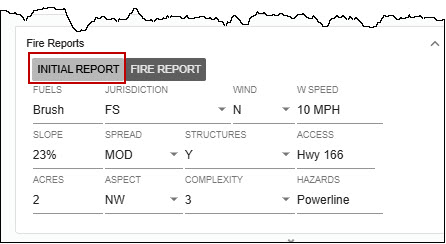 Fire Reports
INITIAL REPORT FIRE REPORT
FUELS JURISDICTION WIND W SPEED
Brush FS N 10 MPH
SLOPE SPREAD STRUCTURES ACCESS
23% MOD Y Hwy 166
ACRES ASPECT COMPLEXITY HAZARDS
2 NW 3 Powerline